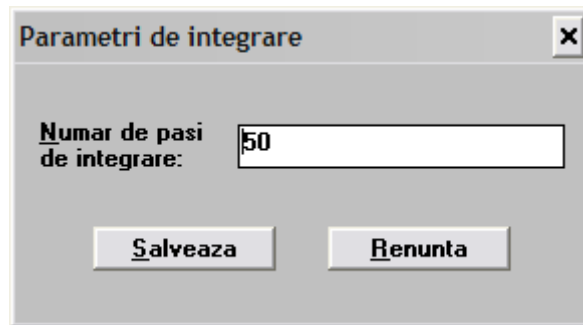 Parametri de integrare
Numar de pasi
de integrare:
50
Salveaza
Renunta